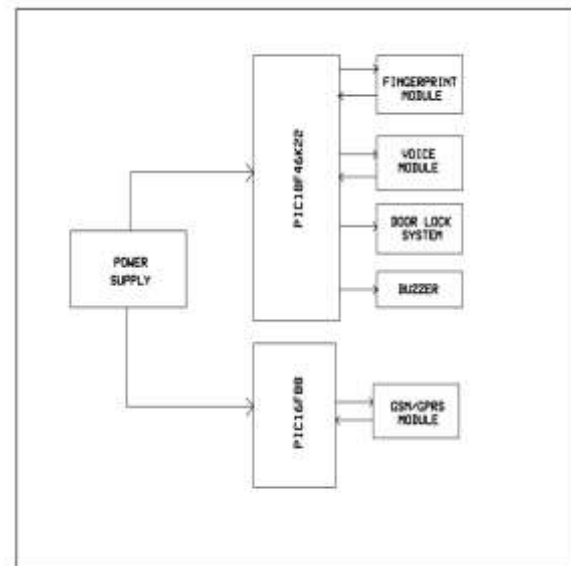 FINGERPRINT
MODULE
PIC18F46K22
VOICE
MODULE
DOOR LOCK
SYSTEM
POWER
SUPPLY
BUZZER
PIC16F88
GSM/GPRS
MODULE